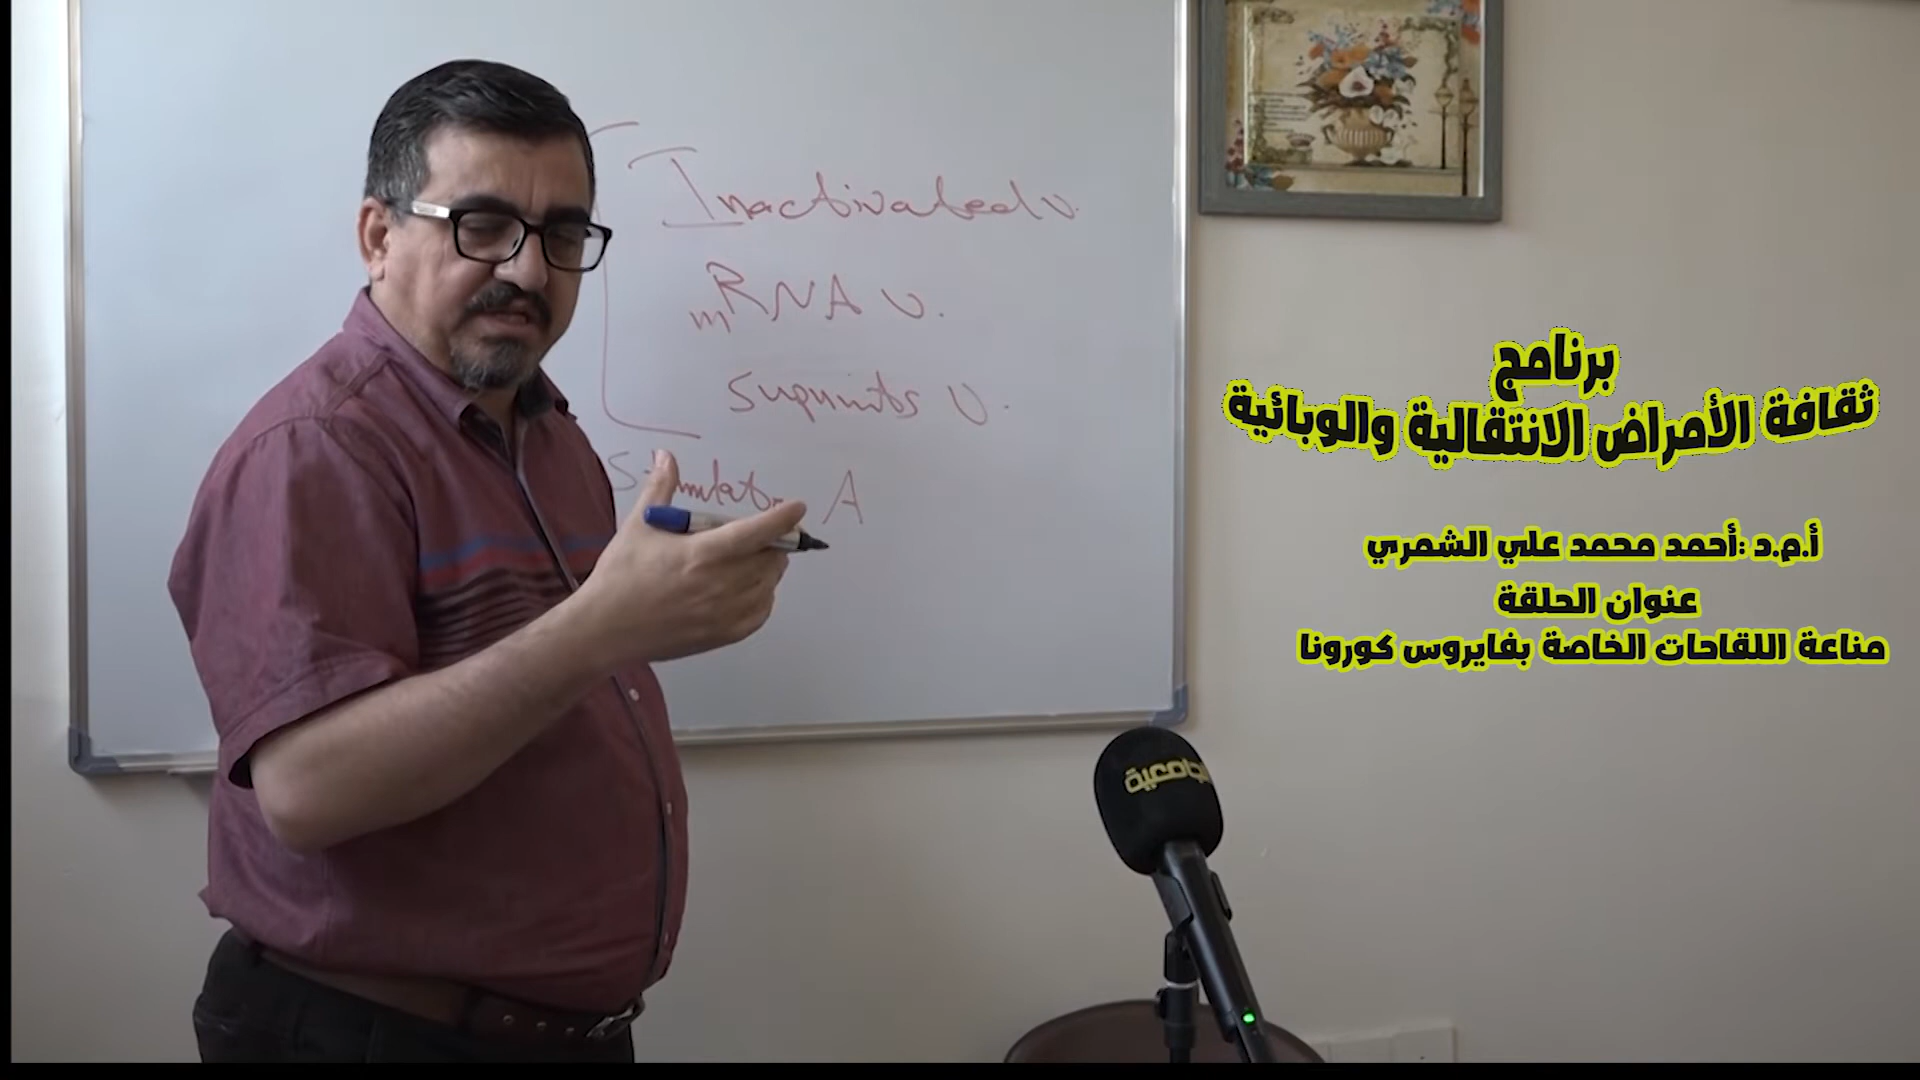 Inactivated v.
mRNA v.
Supunits v.
A
برنامج
ثقافة الأمراض الانتقالية والوبائية
أ.م.د :أحمد محمد علي الشمري
عنوان الحلقة
مناعة اللقاحات الخاصة بفايروس كورونا